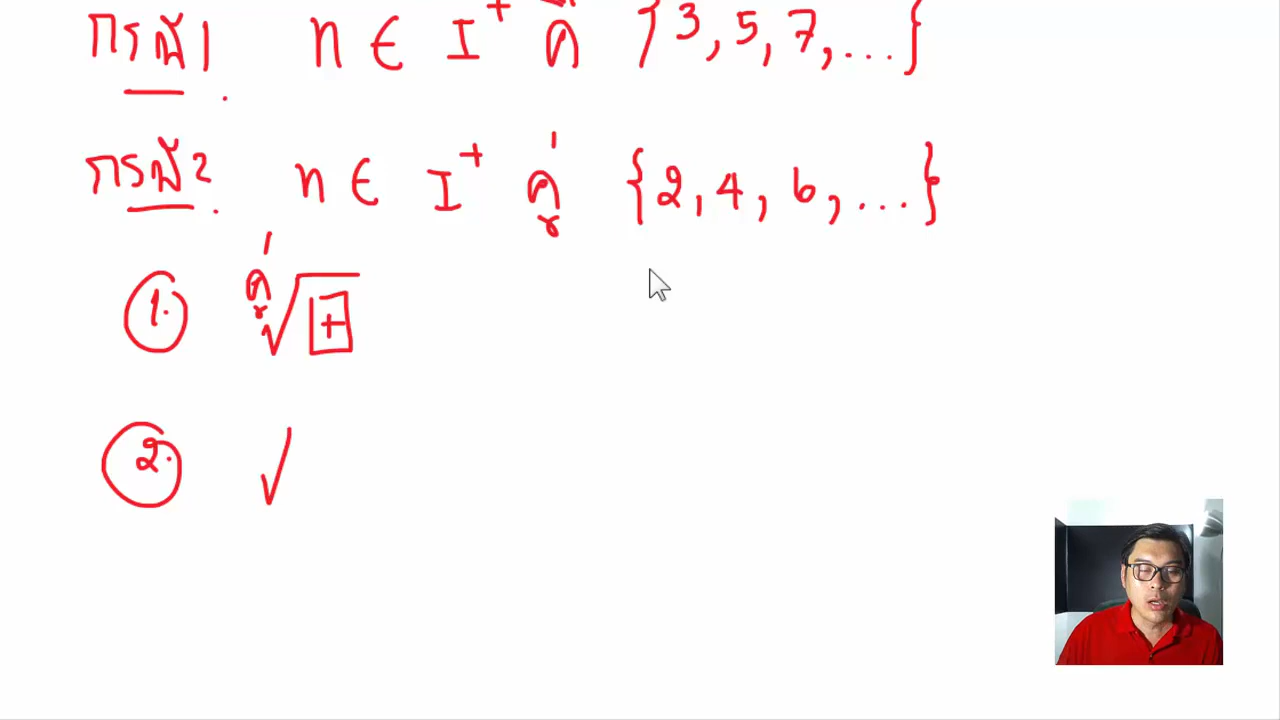 กรณี 1. n ∈ I⁺ คี่ {3, 5, 7, ...}
กรณี 2. n ∈ I⁺ คู่ {2, 4, 6, ...}
1. คู่√+
2. √